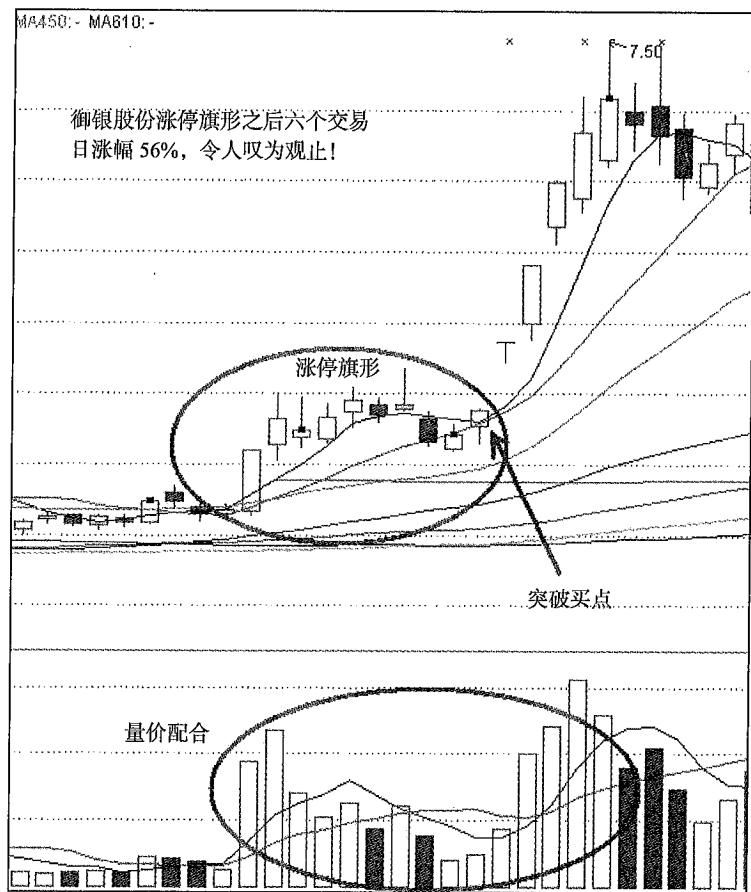 MA450:- MA610:-
7.50
御银股份涨停旗形之后六个交易
日涨幅 56%，令人叹为观止！
涨停旗形
突破买点
量价配合